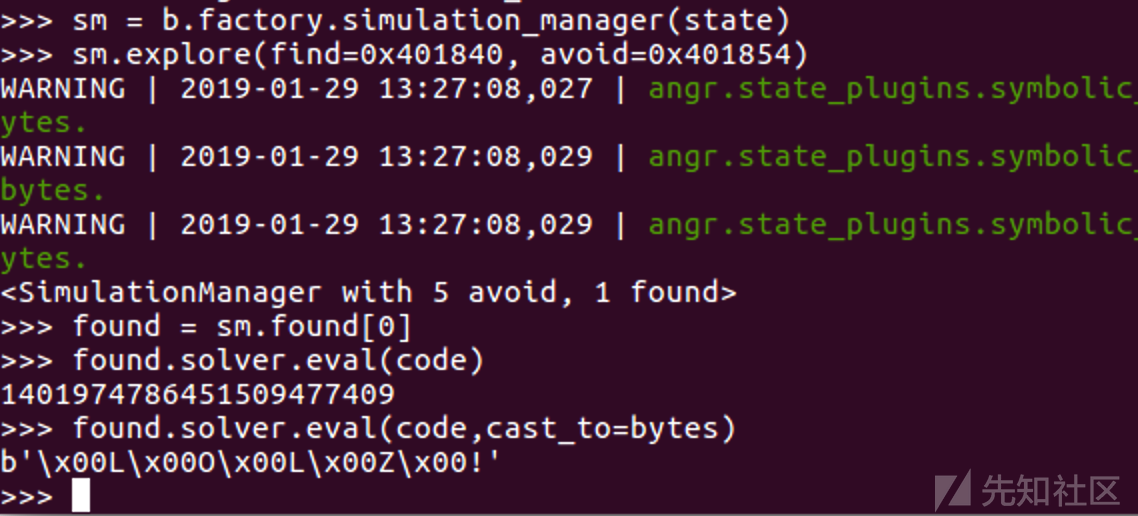 >>> sm = b.factory.simulation_manager(state)
>>> sm.explore(find=0x401840, avoid=0x401854)
WARNING | 2019-01-29 13:27:08,027 | angr.state_plugins.symbolic_
ytes.
WARNING | 2019-01-29 13:27:08,029 | angr.state_plugins.symbolic_
bytes.
WARNING | 2019-01-29 13:27:08,029 | angr.state_plugins.symbolic_
ytes.
<SimulationManager with 5 avoid, 1 found>
>>> found = sm.found[0]
>>> found.solver.eval(code)
1401974786451509477409
>>> found.solver.eval(code,cast_to=bytes)
b'\x00L\x00O\x00L\x00Z\x00!'
>>>
先知社区